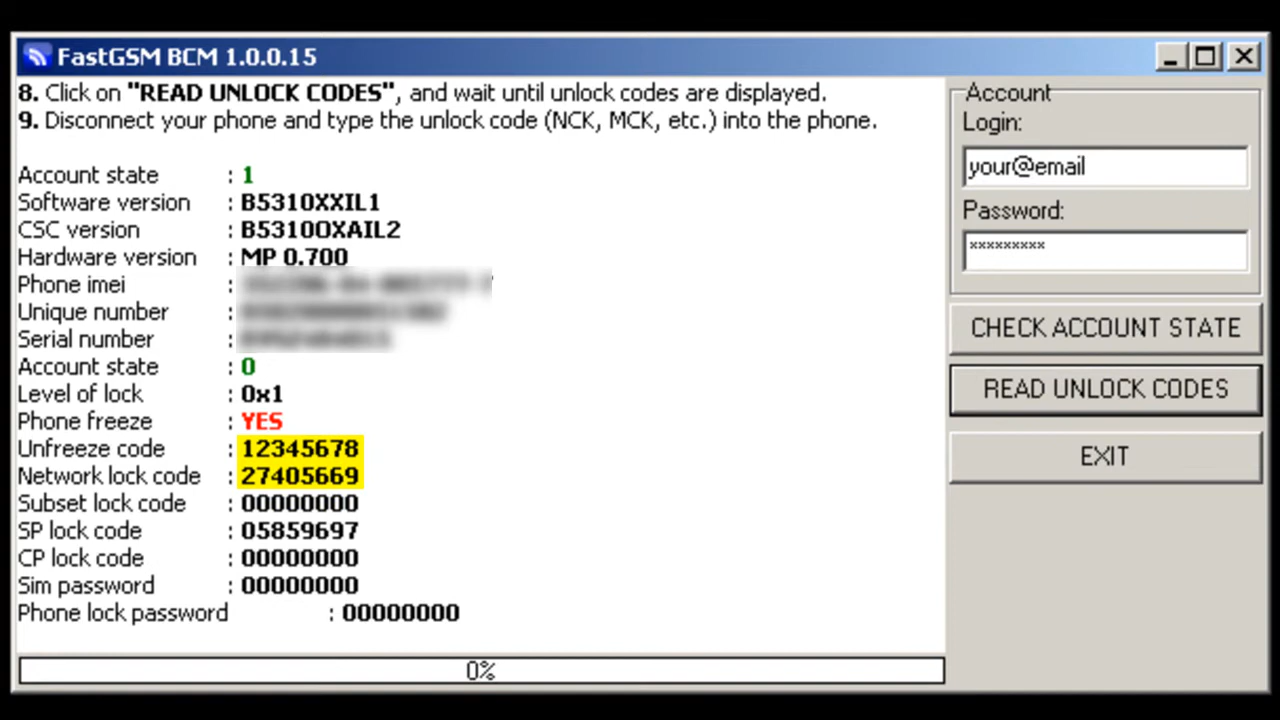 FastGSM BCM 1.0.0.15
8. Click on "READ UNLOCK CODES", and wait until unlock codes are displayed.
9. Disconnect your phone and type the unlock code (NCK, MCK, etc.) into the phone.
Account state : 1
Software version : B5310XXIL1
CSC version : B5310OXAIL2
Hardware version : MP 0.700
Phone imei :
Unique number :
Serial number :
Account state : 0
Level of lock : 0x1
Phone freeze : YES
Unfreeze code : 12345678
Network lock code : 27405669
Subset lock code : 00000000
SP lock code : 05859697
CP lock code : 00000000
Sim password : 00000000
Phone lock password : 00000000
0%
Account
Login:
your@email
Password:
*********
CHECK ACCOUNT STATE
READ UNLOCK CODES
EXIT